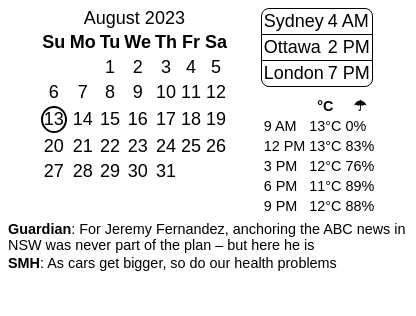 August 2023
Su Mo Tu We Th Fr Sa
1 2 3 4 5
6 7 8 9 10 11 12
13 14 15 16 17 18 19
20 21 22 23 24 25 26
27 28 29 30 31
Sydney 4 AM
Ottawa 2 PM
London 7 PM
°C ☂
9 AM 13°C 0%
12 PM 13°C 83%
3 PM 12°C 76%
6 PM 11°C 89%
9 PM 12°C 88%
Guardian: For Jeremy Fernandez, anchoring the ABC news in
NSW was never part of the plan – but here he is
SMH: As cars get bigger, so do our health problems